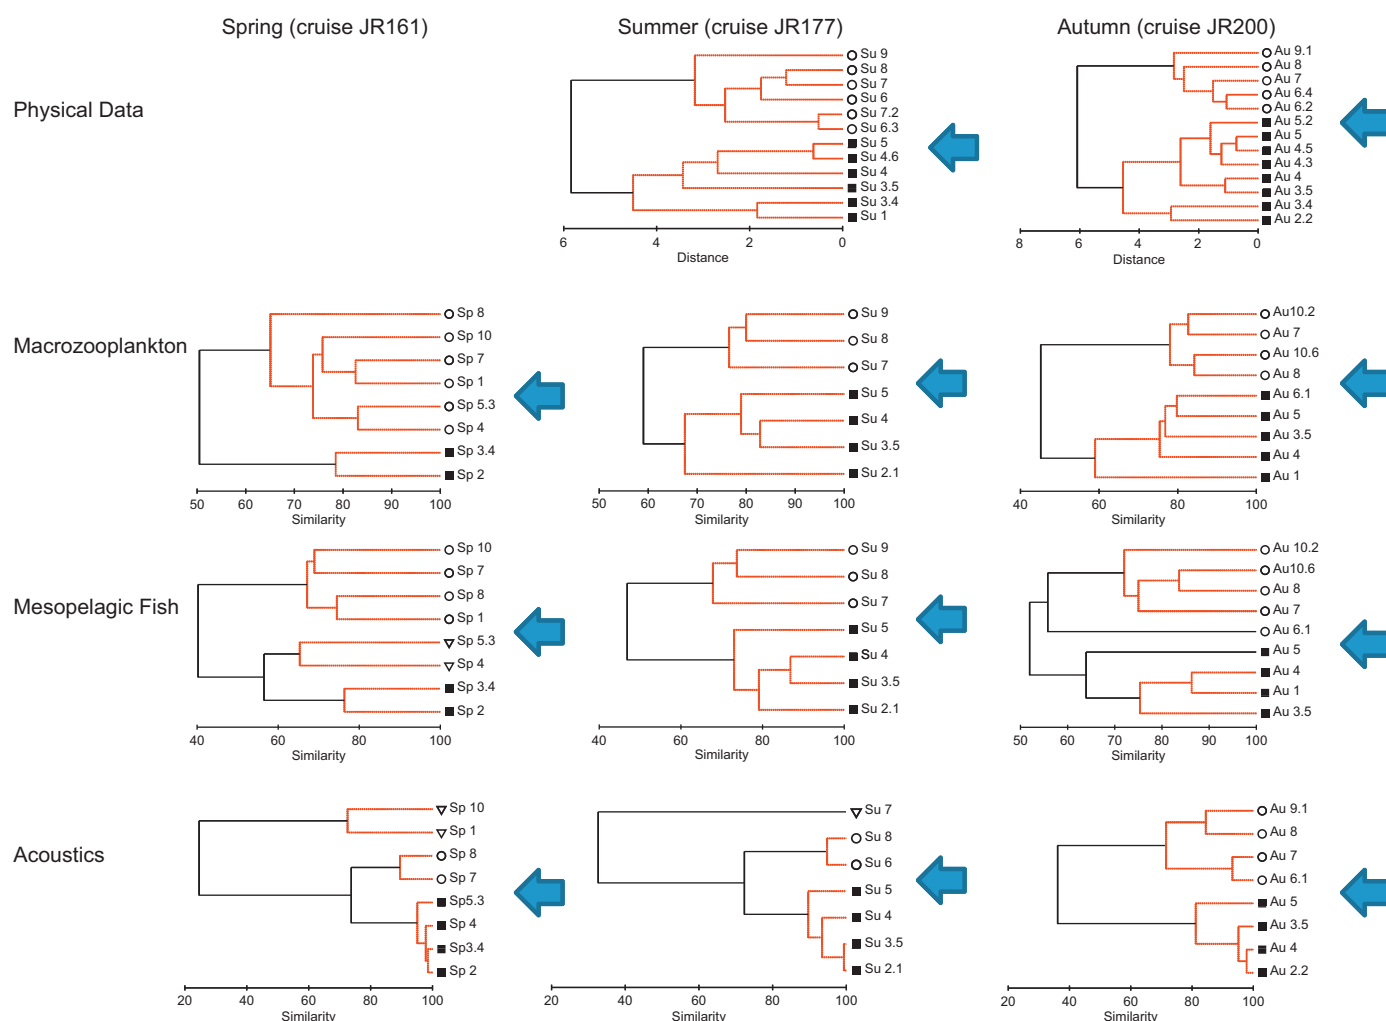 Spring (cruise JR161)
Summer (cruise JR177)
Autumn (cruise JR200)
Physical Data
Su 9
Su 8
Su 7
Su 6
Su 7.2
Su 6.3
Su 5
Su 4.6
Su 4
Su 3.5
Su 3.4
Su 1
6 4 2 0
Distance
Au 9.1
Au 8
Au 7
Au 6.4
Au 6.2
Au 5.2
Au 5
Au 4.5
Au 4.3
Au 4
Au 3.5
Au 3.4
Au 2.2
8 6 4 2 0
Distance
Macrozooplankton
Sp 8
Sp 10
Sp 7
Sp 1
Sp 5.3
Sp 4
Sp 3.4
Sp 2
50 60 70 80 90 100
Similarity
Su 9
Su 8
Su 7
Su 5
Su 4
Su 3.5
Su 2.1
50 60 70 80 90 100
Similarity
Au10.2
Au 7
Au 10.6
Au 8
Au 6.1
Au 5
Au 3.5
Au 4
Au 1
40 60 80 100
Similarity
Mesopelagic Fish
Sp 10
Sp 7
Sp 8
Sp 1
Sp 5.3
Sp 4
Sp 3.4
Sp 2
40 60 80 100
Similarity
Su 9
Su 8
Su 7
Su 5
Su 4
Su 3.5
Su 2.1
40 60 80 100
Similarity
Au 10.2
Au10.6
Au 8
Au 7
Au 6.1
Au 5
Au 4
Au 1
Au 3.5
50 60 70 80 90 100
Similarity
Acoustics
Sp 10
Sp 1
Sp 8
Sp 7
Sp5.3
Sp 4
Sp3.4
Sp 2
20 40 60 80 100
Similarity
Su 7
Su 8
Su 6
Su 5
Su 4
Su 3.5
Su 2.1
20 40 60 80 100
Similarity
Au 9.1
Au 8
Au 7
Au 6.1
Au 5
Au 3.5
Au 4
Au 2.2
20 40 60 80 100
Similarity